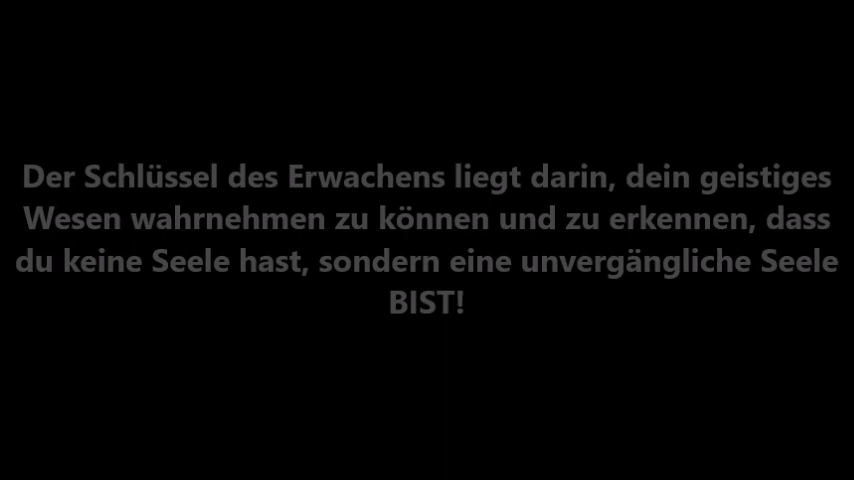 Der Schlüssel des Erwachens liegt darin, dein geistiges
Wesen wahrnehmen zu können und zu erkennen, dass
du keine Seele hast, sondern eine unvergängliche Seele
BIST!